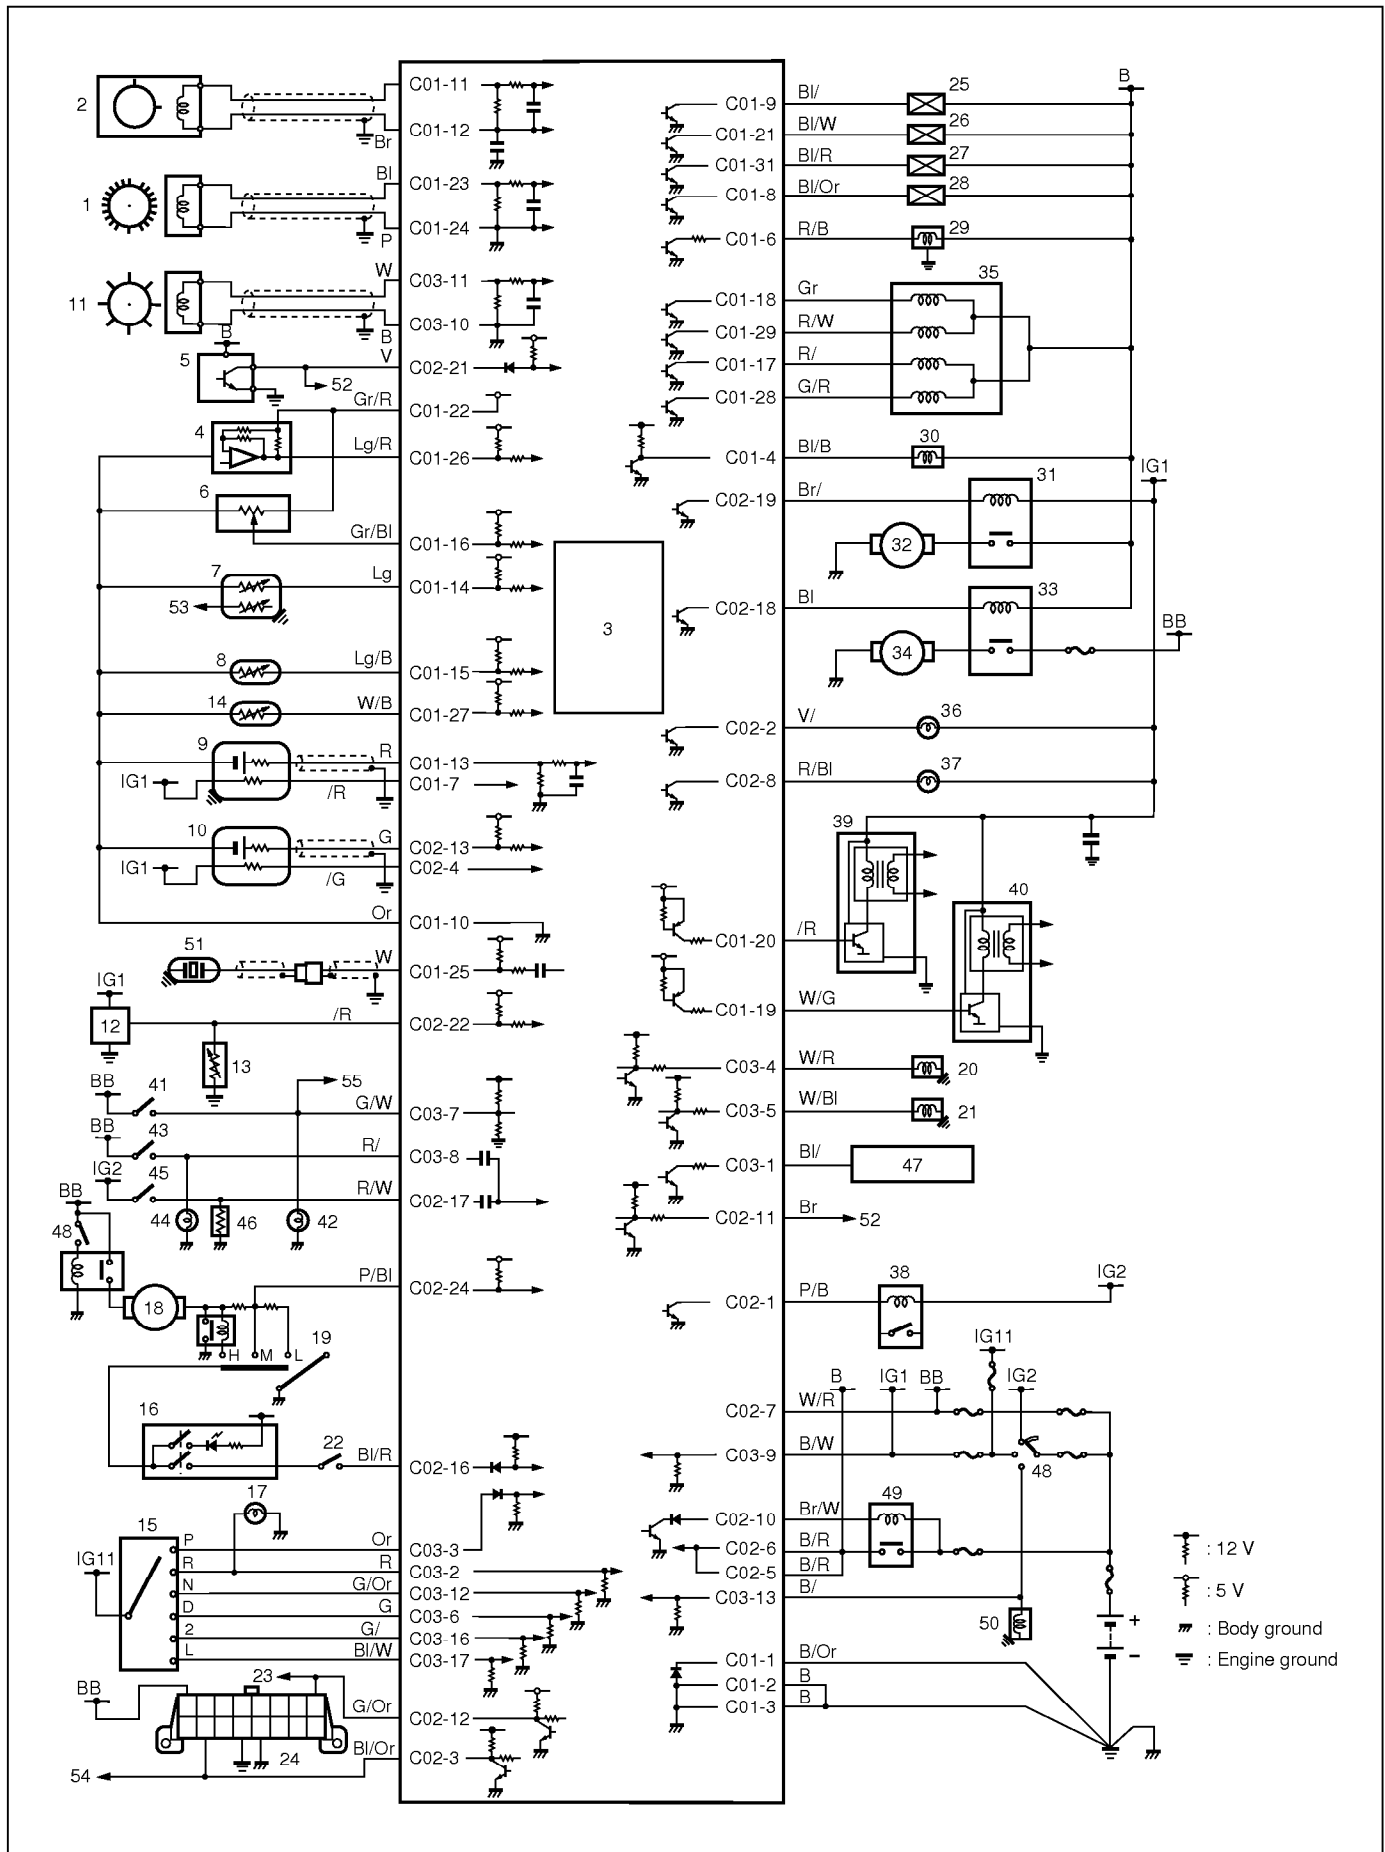 2
C01-11
C01-12
Br
1
Bl
C01-23
C01-24
P
11
W
C03-11
C03-10
B
B
5
V
C02-21
52
Gr/R
C01-22
4
Lg/R
C01-26
6
Gr/Bl
C01-16
7
Lg
C01-14
53
8
Lg/B
C01-15
14
W/B
C01-27
9
R
C01-13
IG1
C01-7
/R
10
G
C02-13
IG1
C02-4
/G
Or
C01-10
51
W
C01-25
IG1
12
/R
C02-22
13
BB
41
55
G/W
C03-7
BB
43
R/
C03-8
IG2
45
R/W
C02-17
BB
48
44
46
42
P/Bl
C02-24
18
H
M
L
19
16
22
Bl/R
C02-16
17
15
IG11
P
Or
C03-3
R
R
C03-2
N
G/Or
C03-12
D
G
C03-6
2
G/
C03-16
L
Bl/W
C03-17
23
BB
G/Or
C02-12
24
Bl/Or
C02-3
54
3
B
C01-9
Bl/
25
C01-21
Bl/W
26
C01-31
Bl/R
27
C01-8
Bl/Or
28
C01-6
R/B
29
35
C01-18
Gr
C01-29
R/W
C01-17
R/
C01-28
G/R
C01-4
Bl/B
30
IG1
C02-19
Br/
31
32
C02-18
Bl
33
BB
34
C02-2
V/
36
C02-8
R/Bl
37
39
40
C01-20
/R
C01-19
W/G
C03-4
W/R
20
C03-5
W/Bl
21
C03-1
Bl/
47
C02-11
Br
52
C02-1
P/B
38
IG2
IG11
B
IG1
BB
IG2
C02-7
W/R
C03-9
B/W
48
49
C02-10
Br/W
C02-6
B/R
C02-5
B/R
C03-13
B/
50
+
-
C01-1
B/Or
C01-2
B
C01-3
B
: 12 V
: 5 V
: Body ground
: Engine ground